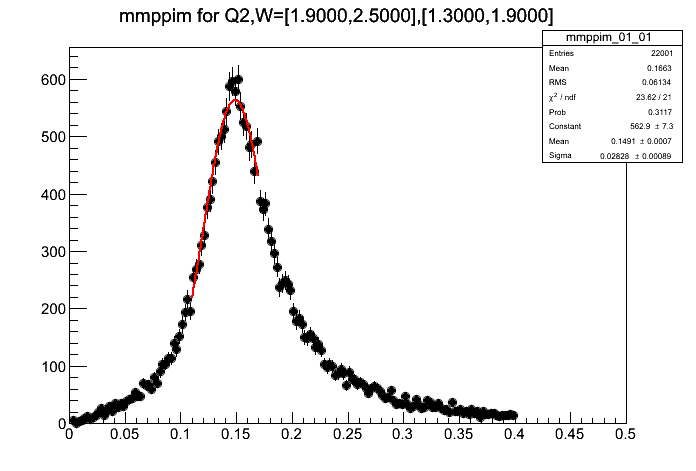 mmppim for Q2,W=[1.9000,2.5000],[1.3000,1.9000]
mmppim_01_01
Entries 22001
Mean 0.1663
RMS 0.06134
χ² / ndf 23.62 / 21
Prob 0.3117
Constant 562.9 ± 7.3
Mean 0.1491 ± 0.0007
Sigma 0.02828 ± 0.00089
600
500
400
300
200
100
0
0 0.05 0.1 0.15 0.2 0.25 0.3 0.35 0.4 0.45 0.5